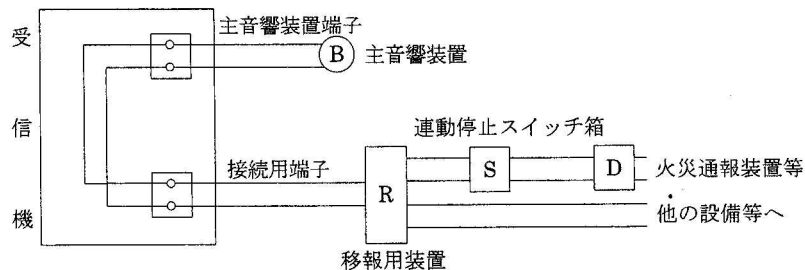 受信機
主音響装置端子
B
主音響装置
連動停止スイッチ箱
接続用端子
R
S
D
火災通報装置等
他の設備等へ
移報用装置